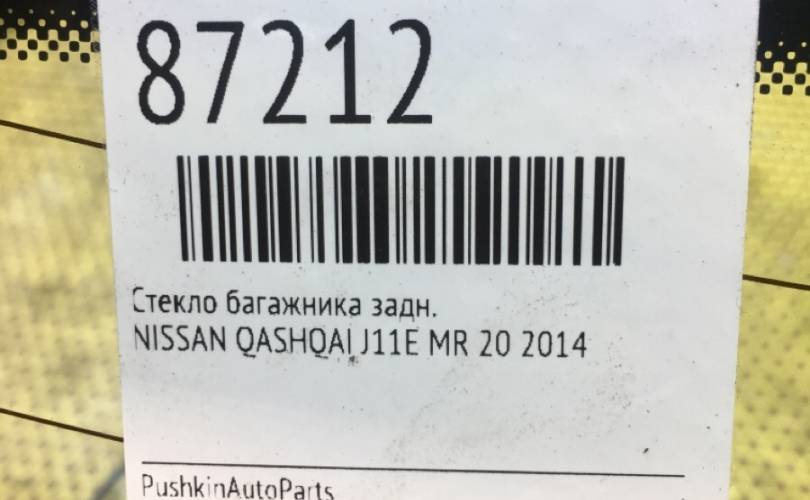 87212
Стекло багажника задн.
NISSAN QASHQAI J11E MR 20 2014
PushkinAutoParts